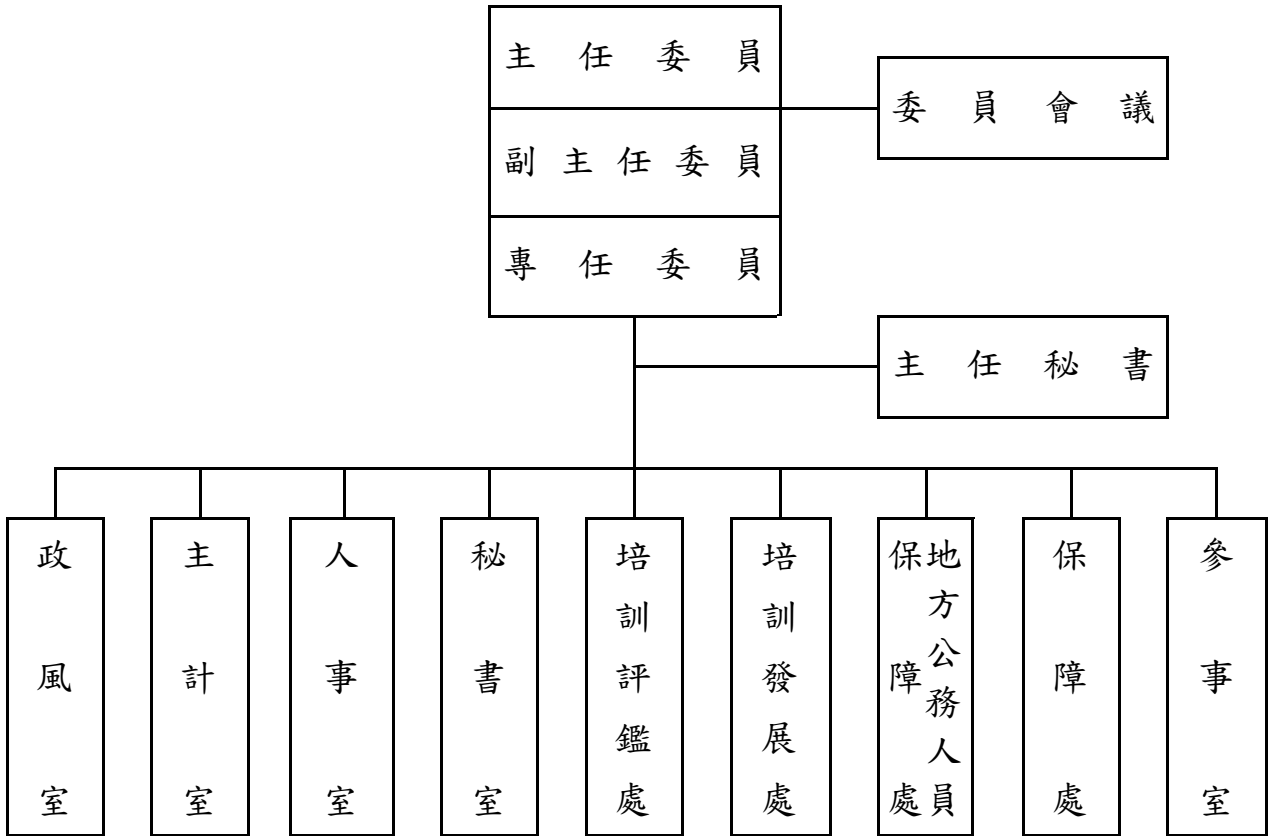 主任委員
委員會議
副主任委員
專任委員
主任秘書
政風室
主計室
人事室
秘書室
培訓評鑑處
培訓發展處
地方公務人員
保障處
保障處
參事室